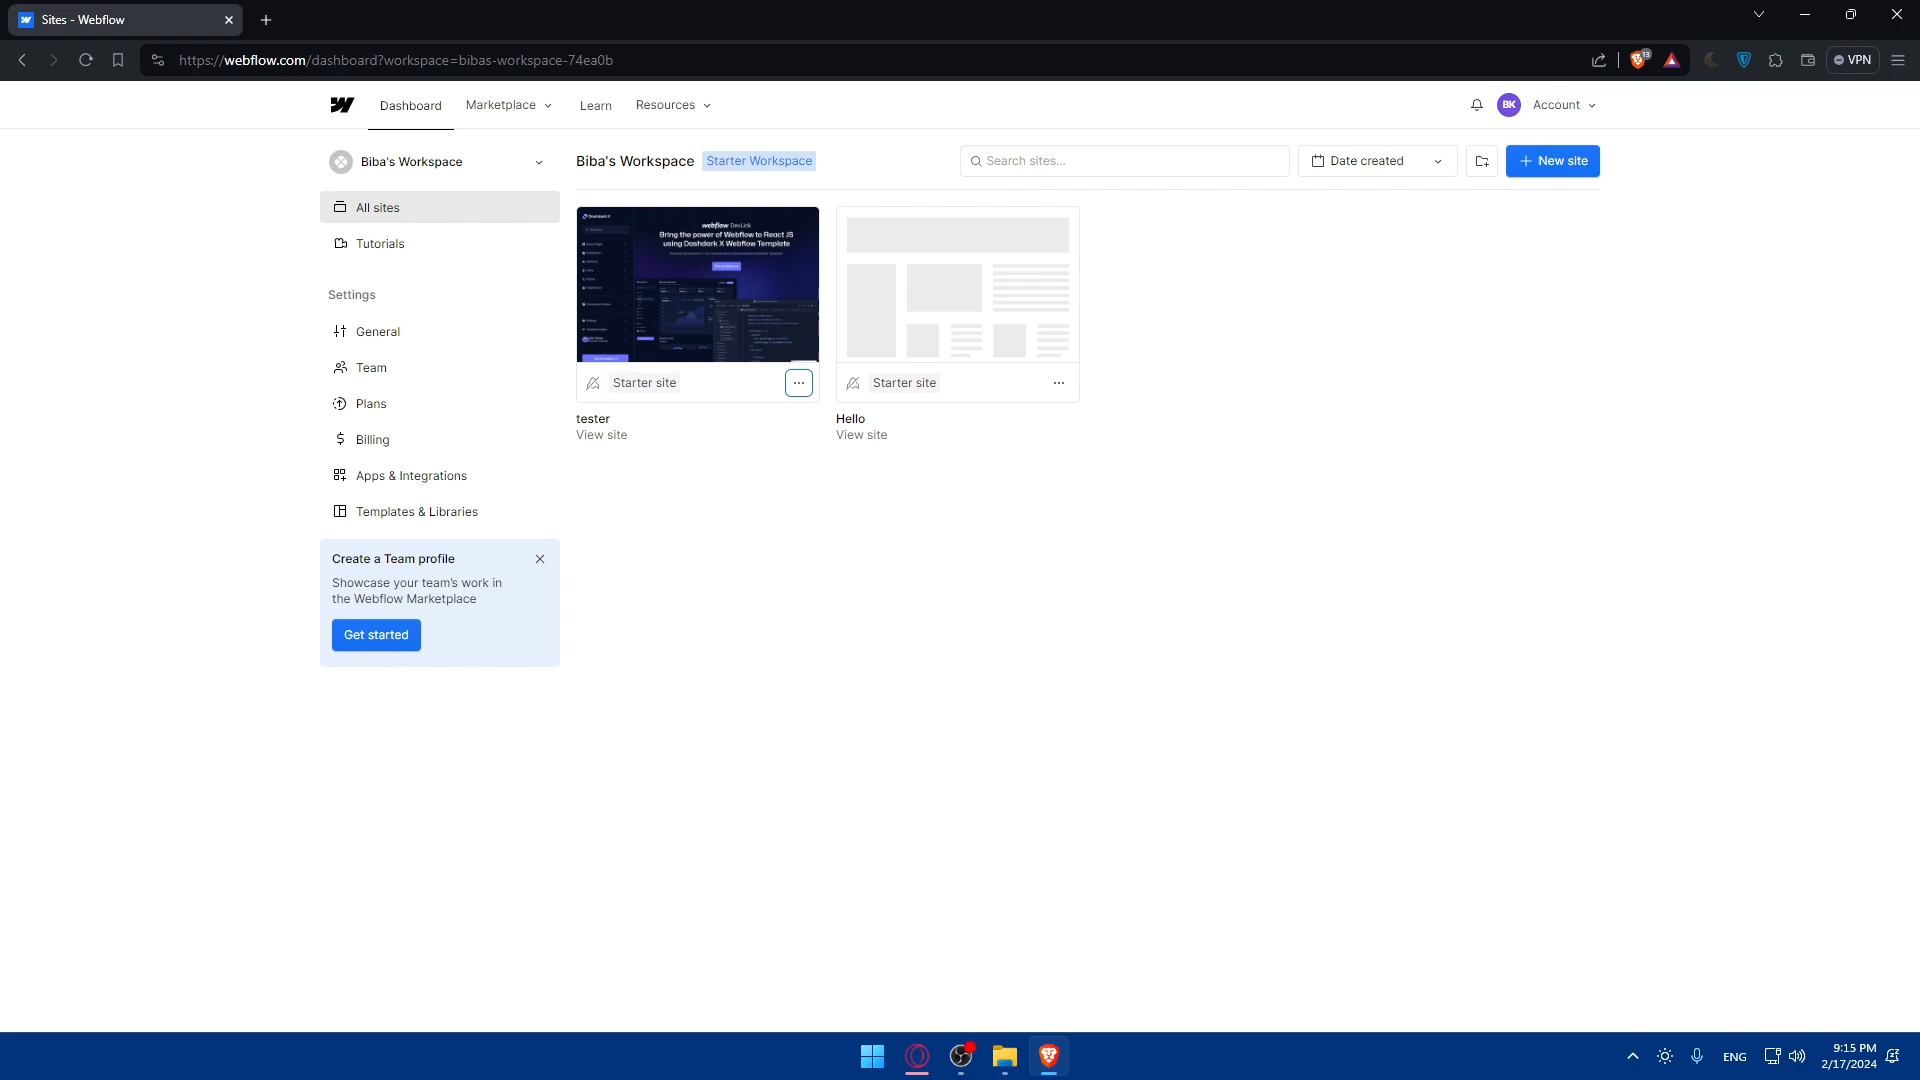 Sites - Webflow
https://webflow.com/dashboard?workspace=bibas-workspace-74ea0b
13
VPN
Dashboard
Marketplace
Learn
Resources
BK
Account
Biba's Workspace
Biba's Workspace
Starter Workspace
Search sites...
Date created
New site
All sites
Tutorials
Settings
General
Team
Plans
Billing
Apps & Integrations
Templates & Libraries
Create a Team profile
Showcase your team's work in
the Webflow Marketplace
Get started
Dashdark X
webflow DevLink
Bring the power of Webflow to React JS
using Dashdark X Webflow Template
Starter site
tester
View site
Starter site
Hello
View site
ENG
9:15 PM
2/17/2024